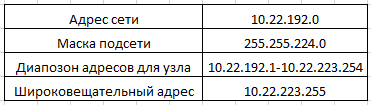 Адрес сети 10.22.192.0
Маска подсети 255.255.224.0
Диапозон адресов для узла 10.22.192.1-10.22.223.254
Широковещательный адрес 10.22.223.255